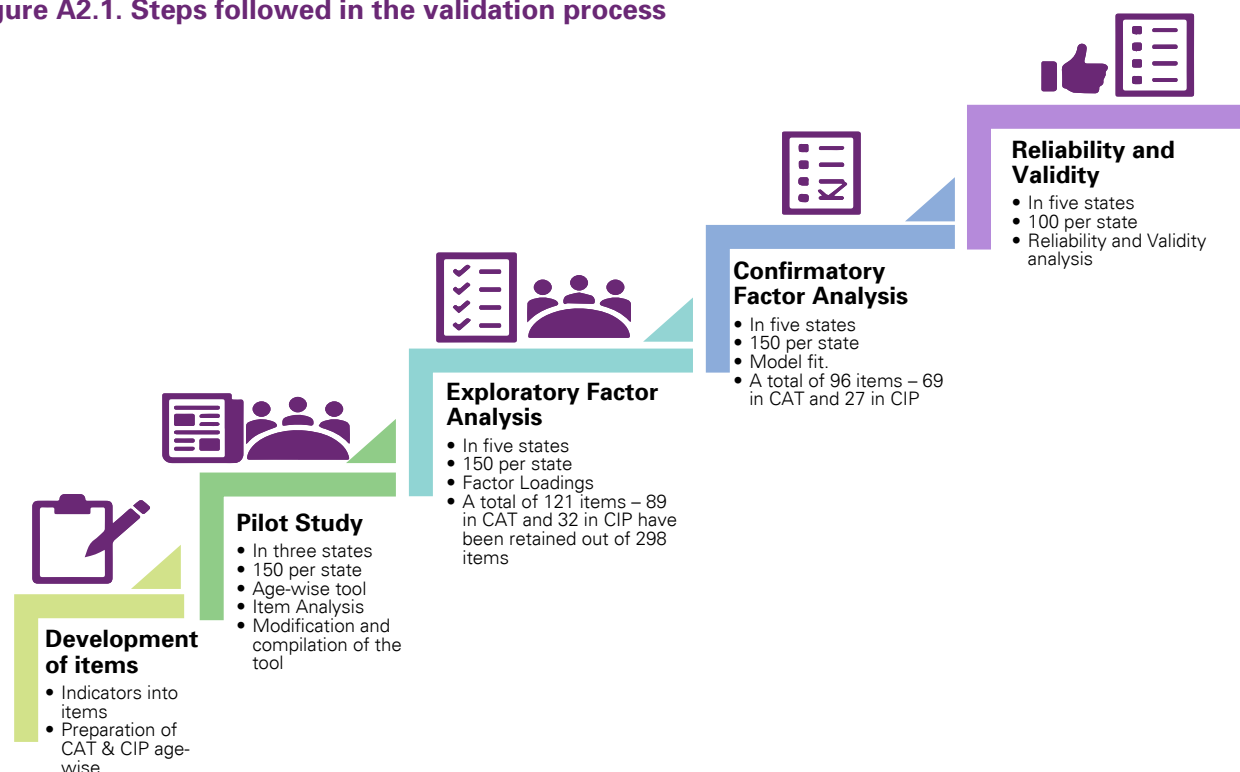 gure A2.1. Steps followed in the validation process
Reliability and
Validity
• In five states
• 100 per state
• Reliability and Validity
analysis
Confirmatory
Factor Analysis
• In five states
• 150 per state
• Model fit.
• A total of 96 items – 69
in CAT and 27 in CIP
Exploratory Factor
Analysis
• In five states
• 150 per state
• Factor Loadings
• A total of 121 items – 89
in CAT and 32 in CIP have
been retained out of 298
items
Pilot Study
• In three states
• 150 per state
• Age-wise tool
• Item Analysis
• Modification and
compilation of the
tool
Development
of items
• Indicators into
items
• Preparation of
CAT & CIP age-
wise